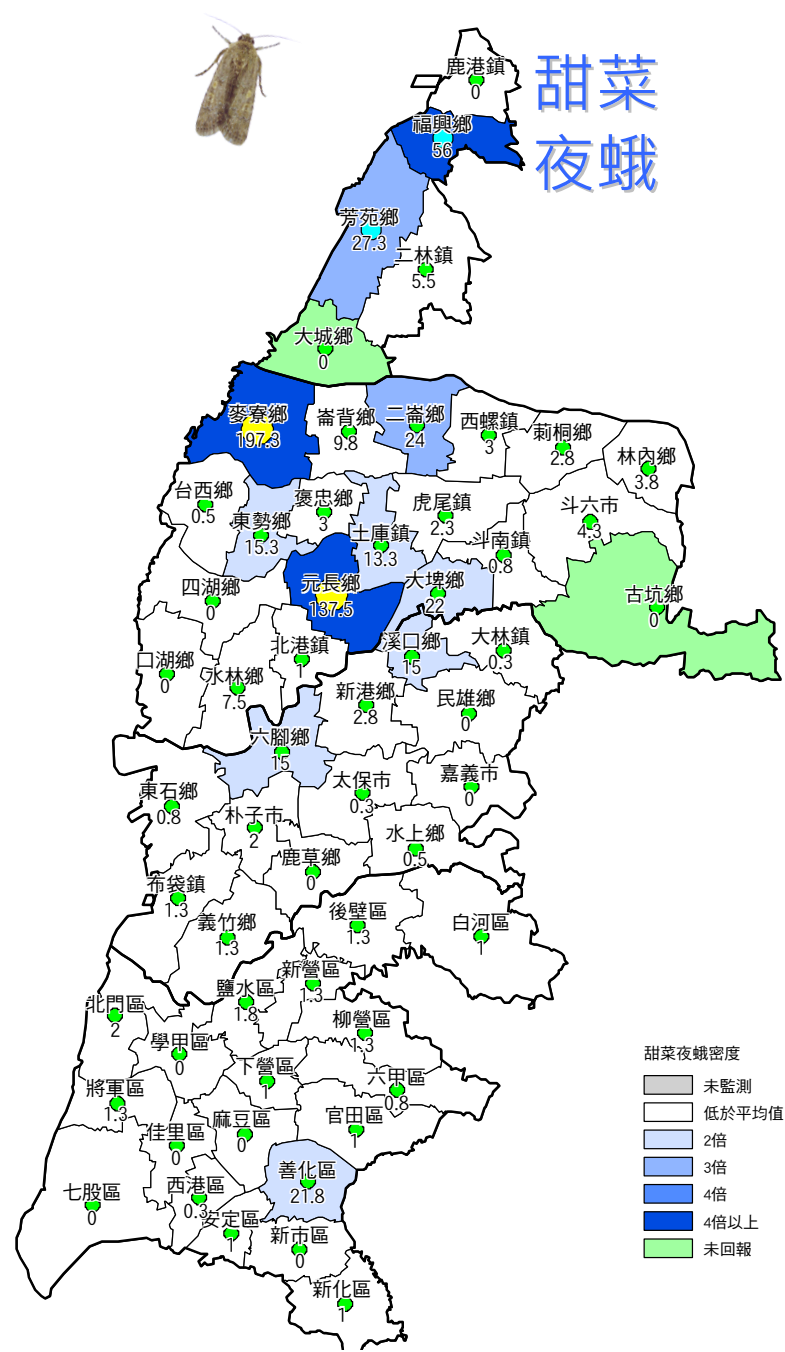 甜菜
夜蛾
鹿港鎮
0
福興鄉
56
芳苑鄉
27.3
二林鎮
5.5
大城鄉
0
麥寮鄉
197.3
崙背鄉
9.8
二崙鄉
24
西螺鎮
3
莿桐鄉
2.8
林內鄉
3.8
台西鄉
0.5
東勢鄉
15.3
褒忠鄉
3
土庫鎮
13.3
虎尾鎮
2.3
斗南鎮
0.8
斗六市
4.3
四湖鄉
0
元長鄉
137.5
大埤鄉
22
古坑鄉
0
口湖鄉
0
水林鄉
7.5
北港鎮
1
溪口鄉
15
大林鎮
0.3
新港鄉
2.8
民雄鄉
0
六腳鄉
15
東石鄉
0.8
朴子市
2
太保市
0.3
嘉義市
0
鹿草鄉
0
水上鄉
0.5
布袋鎮
1.3
義竹鄉
1.3
後壁區
1.3
白河區
1
北門區
2
鹽水區
1.8
新營區
1.3
學甲區
0
柳營區
1.3
下營區
1
六甲區
0.8
將軍區
1.3
佳里區
0
麻豆區
0
官田區
1
七股區
0
西港區
0.3
善化區
21.8
安定區
1
新市區
0
新化區
1
甜菜夜蛾密度
未監測
低於平均值
2倍
3倍
4倍
4倍以上
未回報